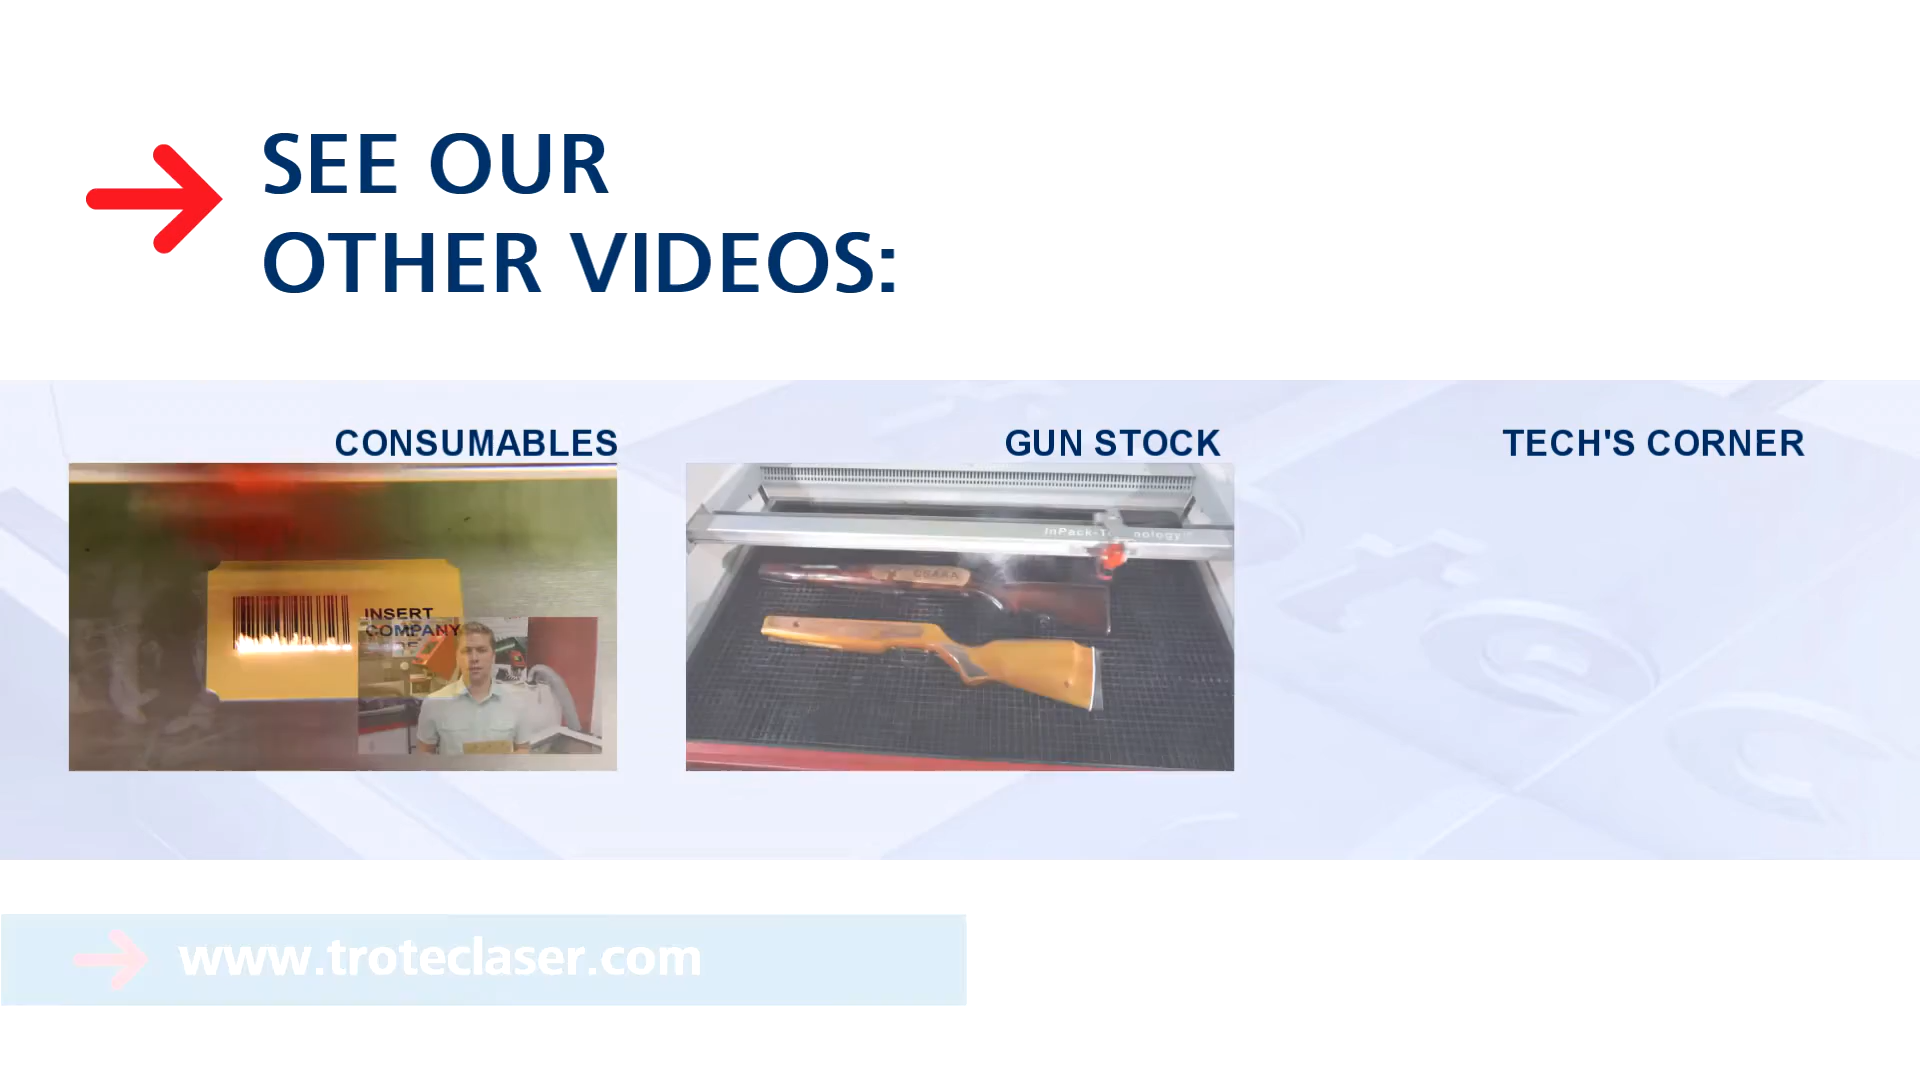 SEE OUR
OTHER VIDEOS:
CONSUMABLES
GUN STOCK
TECH'S CORNER
INSERT
COMPANY
www.troteclaser.com